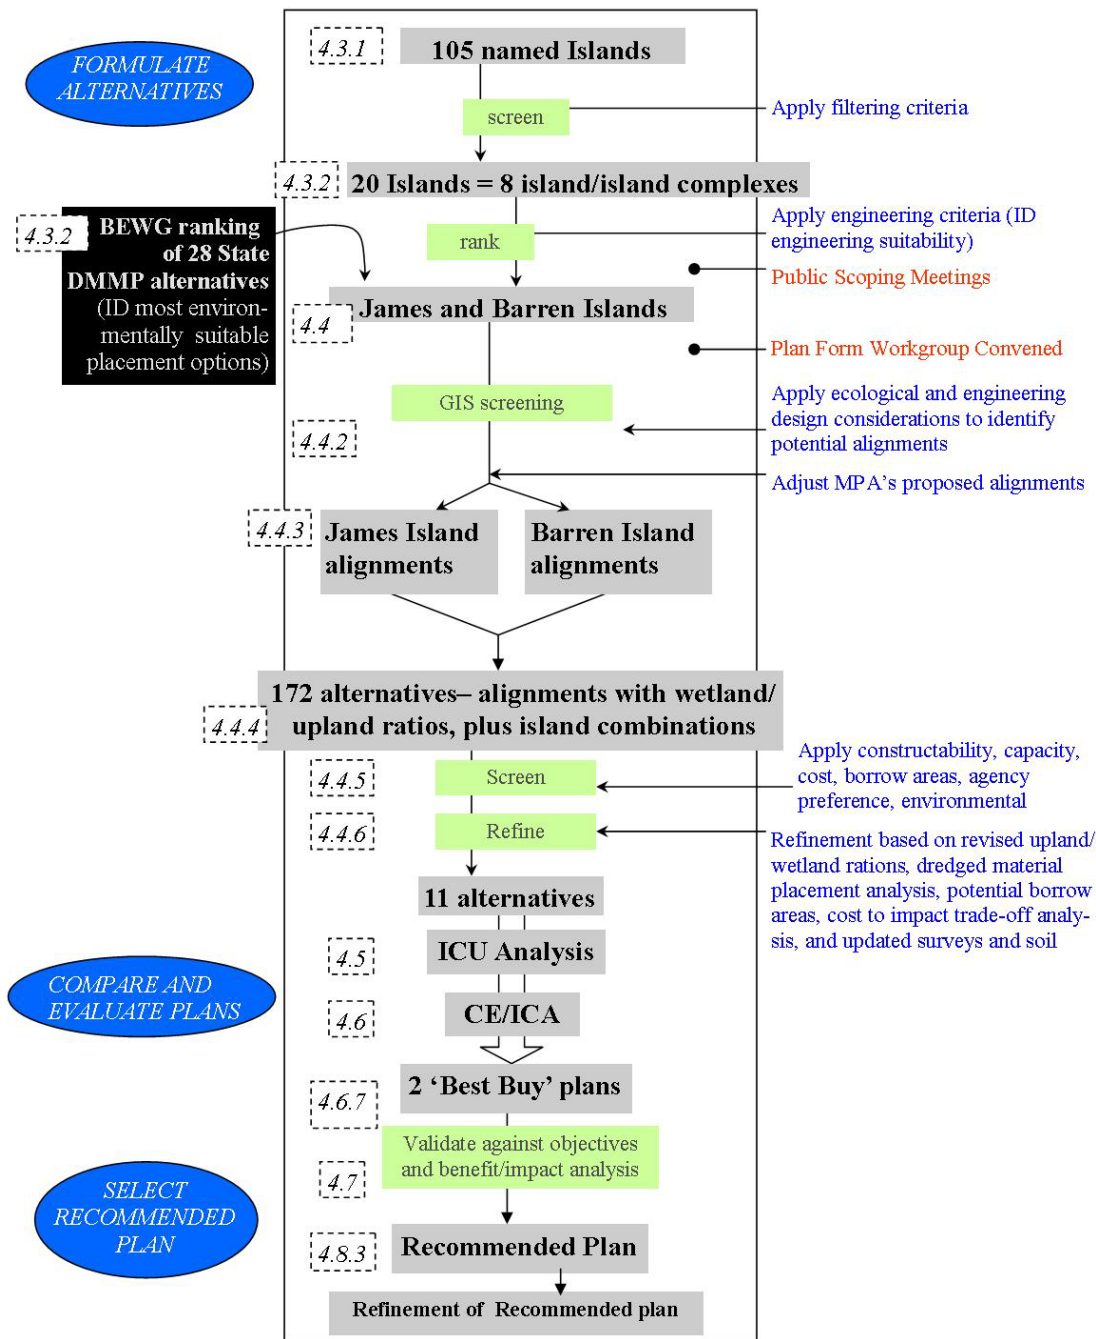 FORMULATE
ALTERNATIVES
4.3.1
105 named Islands
screen
Apply filtering criteria
4.3.2
20 Islands = 8 island/island complexes
4.3.2
BEWG ranking
of 28 State
DMMP alternatives
(ID most environ-
mentally suitable
placement options)
rank
Apply engineering criteria (ID
engineering suitability)
Public Scoping Meetings
4.4
James and Barren Islands
Plan Form Workgroup Convened
GIS screening
Apply ecological and engineering
design considerations to identify
potential alignments
4.4.2
Adjust MPA’s proposed alignments
4.4.3
James Island
alignments
Barren Island
alignments
172 alternatives– alignments with wetland/
upland ratios, plus island combinations
4.4.4
4.4.5
Screen
Apply constructability, capacity,
cost, borrow areas, agency
preference, environmental
4.4.6
Refine
Refinement based on revised upland/
wetland rations, dredged material
placement analysis, potential borrow
areas, cost to impact trade-off analy-
sis, and updated surveys and soil
11 alternatives
4.5
ICU Analysis
COMPARE AND
EVALUATE PLANS
4.6
CE/ICA
2 ‘Best Buy’ plans
4.6.7
Validate against objectives
and benefit/impact analysis
4.7
SELECT
RECOMMENDED
PLAN
4.8.3
Recommended Plan
Refinement of Recommended plan